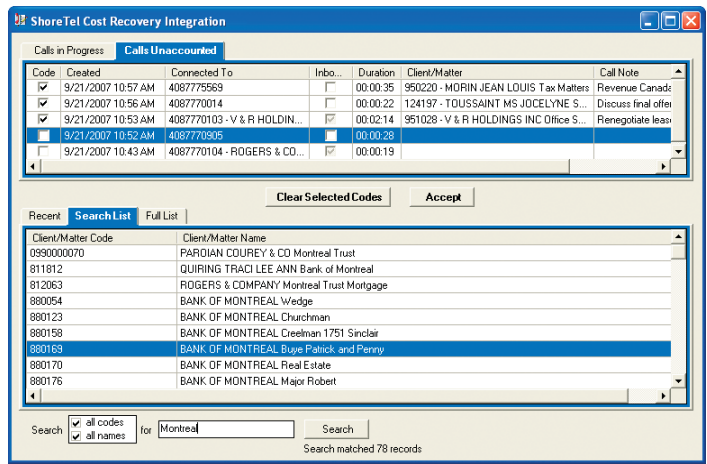 ShoreTel Cost Recovery Integration
Calls in Progress Calls Unaccounted
Code Created Connected To Inbo... Duration Client/Matter Call Note
9/21/2007 10:57 AM 4087775569 00:00:35 950220 - MORIN JEAN LOUIS Tax Matters Revenue Canada
9/21/2007 10:56 AM 4087770014 00:00:22 124197 - TOUSSAINT MS JOCELYNE S... Discuss final offer
9/21/2007 10:53 AM 4087770103 - V & R HOLDIN... 00:02:14 951028 - V & R HOLDINGS INC Office S... Renegotiate lease
9/21/2007 10:52 AM 4087770905 00:00:28
9/21/2007 10:43 AM 4087770104 - ROGERS & CO... 00:00:19
Clear Selected Codes Accept
Recent Search List Full List
Client/Matter Code Client/Matter Name
0990000070 PAROIAN COUREY & CO Montreal Trust
811812 QUIRING TRACI LEE ANN Bank of Montreal
812063 ROGERS & COMPANY Montreal Trust Mortgage
880054 BANK OF MONTREAL Wedge
880123 BANK OF MONTREAL Churchman
880158 BANK OF MONTREAL Creelman 1751 Sinclair
880169 BANK OF MONTREAL Buye Patrick and Penny
880170 BANK OF MONTREAL Real Estate
880176 BANK OF MONTREAL Major Robert
Search all codes for Montreal Search
all names
Search matched 78 records